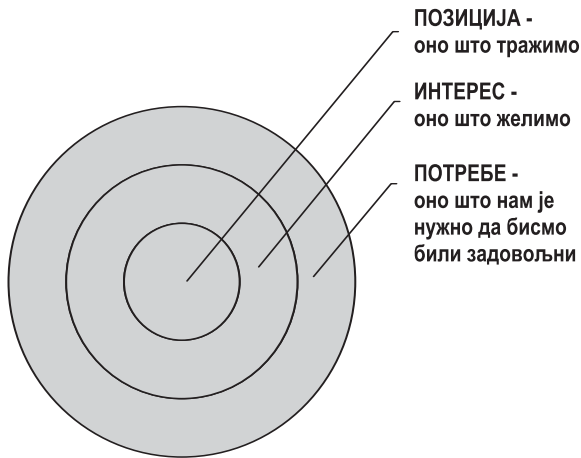 ПОЗИЦИЈА -
оно што тражимо
ИНТЕРЕС -
оно што желимо
ПОТРЕБЕ -
оно што нам је
нужно да бисмо
били задовољни